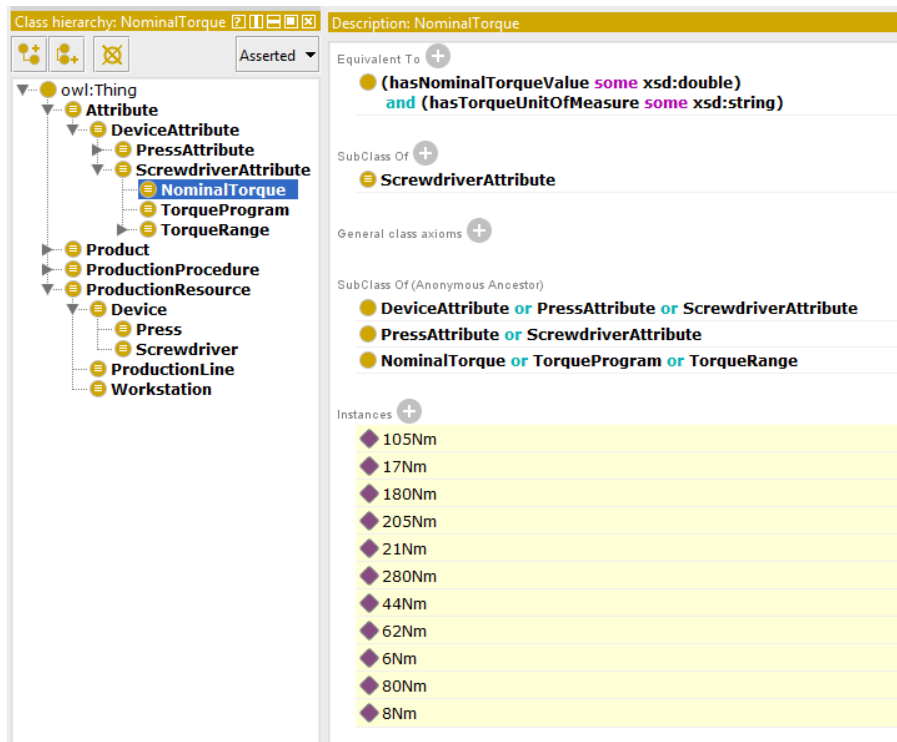 Class hierarchy: NominalTorque
Asserted
owl:Thing
Attribute
DeviceAttribute
PressAttribute
ScrewdriverAttribute
NominalTorque
TorqueProgram
TorqueRange
Product
ProductionProcedure
ProductionResource
Device
Press
Screwdriver
ProductionLine
Workstation
Description: NominalTorque
Equivalent To
(hasNominalTorqueValue some xsd:double)
and (hasTorqueUnitOfMeasure some xsd:string)
SubClass Of
ScrewdriverAttribute
General class axioms
SubClass Of (Anonymous Ancestor)
DeviceAttribute or PressAttribute or ScrewdriverAttribute
PressAttribute or ScrewdriverAttribute
NominalTorque or TorqueProgram or TorqueRange
Instances
105Nm
17Nm
180Nm
205Nm
21Nm
280Nm
44Nm
62Nm
6Nm
80Nm
8Nm